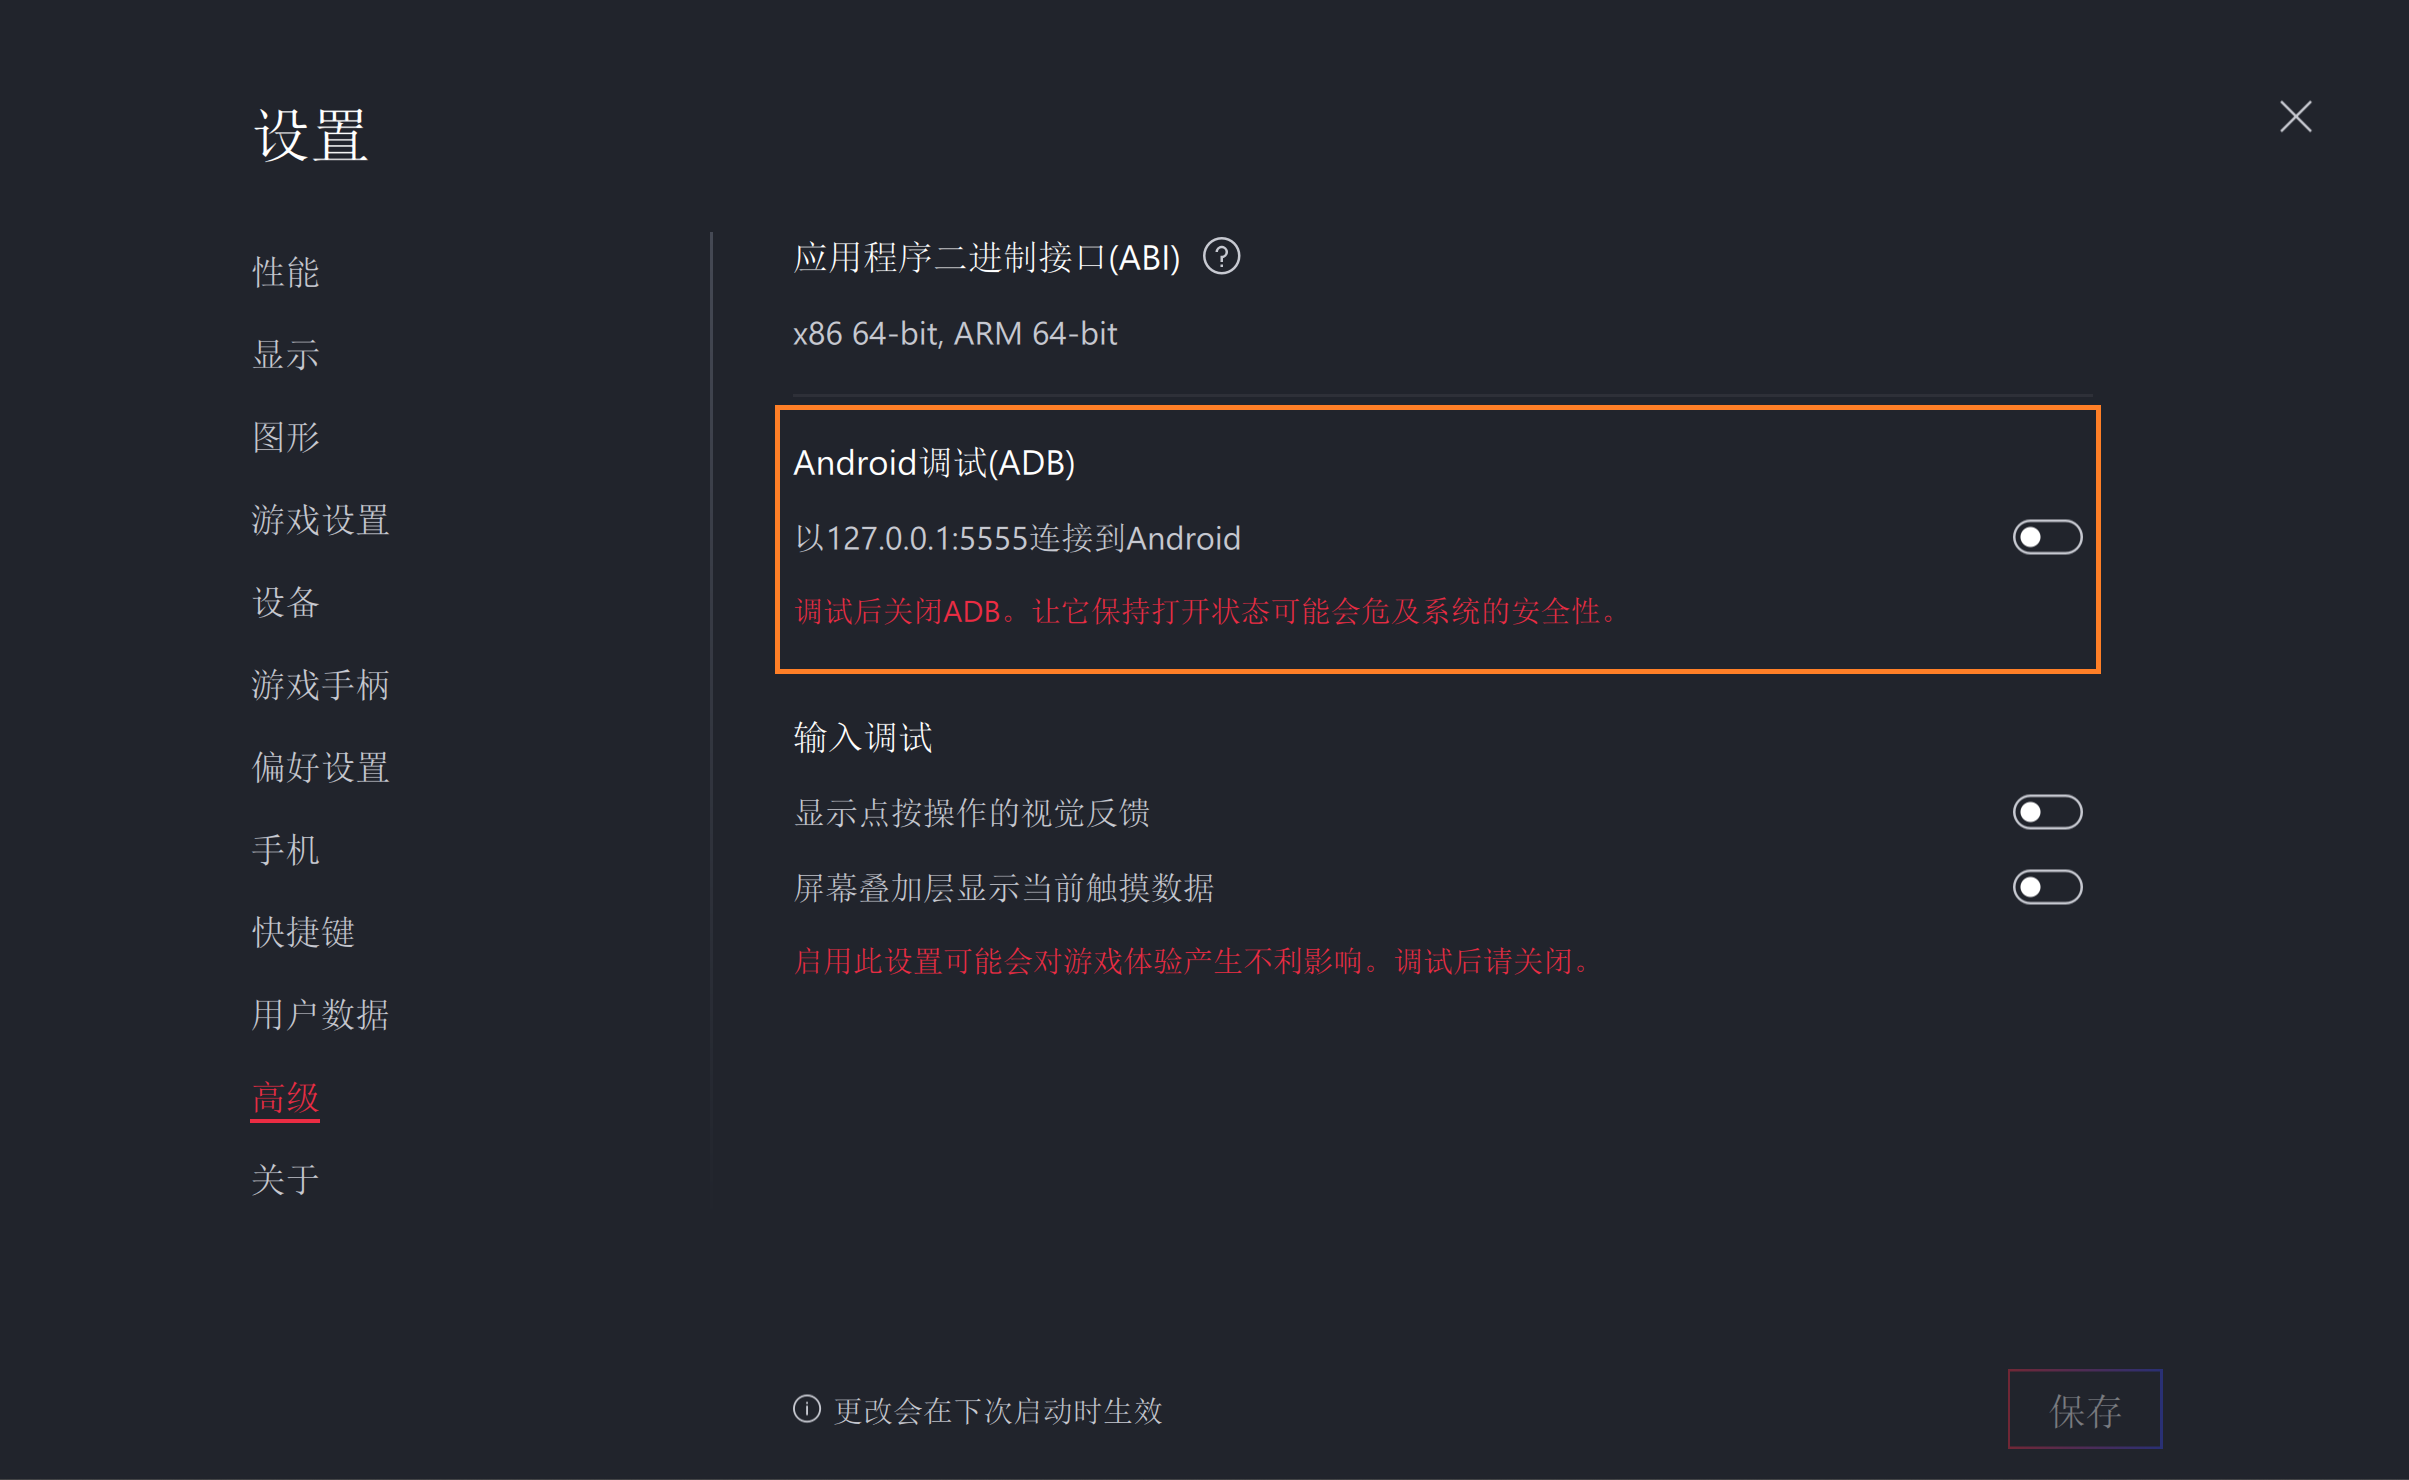 设置
性能
显示
图形
游戏设置
设备
游戏手柄
偏好设置
手机
快捷键
用户数据
高级
关于
应用程序二进制接口(ABI)
x86 64-bit, ARM 64-bit
Android调试(ADB)
以127.0.0.1:5555连接到Android
调试后关闭ADB。让它保持打开状态可能会危及系统的安全性。
输入调试
显示点按操作的视觉反馈
屏幕叠加层显示当前触摸数据
启用此设置可能会对游戏体验产生不利影响。调试后请关闭。
更改会在下次启动时生效
保存